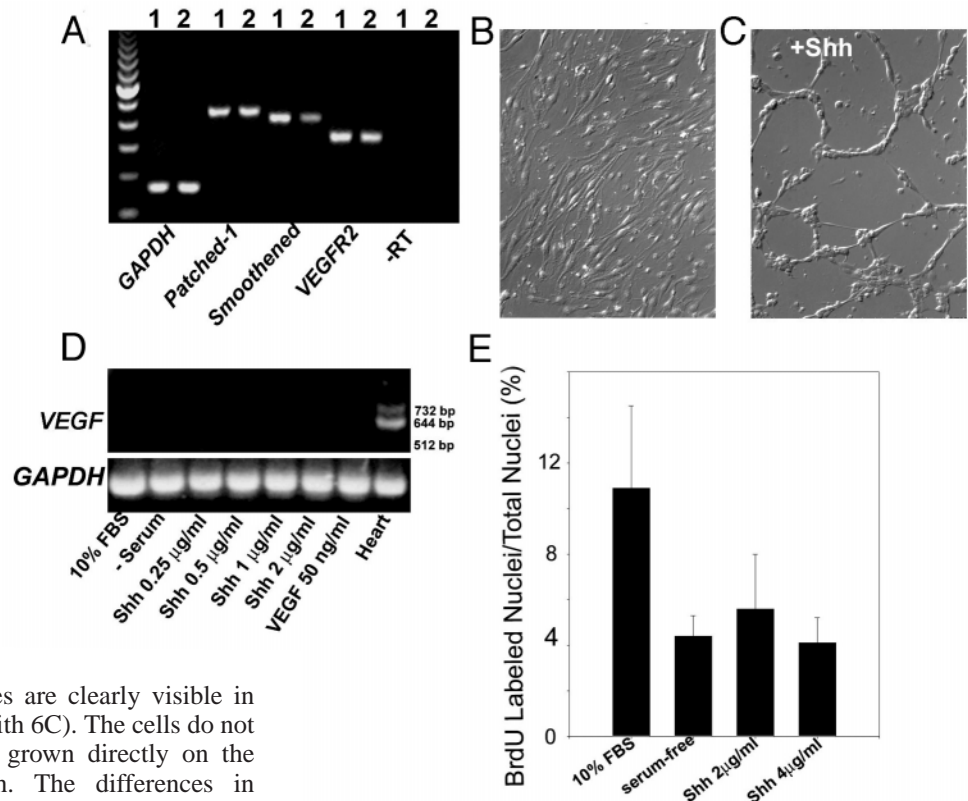 A
1 2 1 2 1 2 1 2 1 2
GAPDH
Patched-1
Smoothened
VEGFR2
-RT
B
C
+Shh
D
VEGF
732 bp
644 bp
512 bp
GAPDH
10% FBS
- Serum
Shh 0.25 μg/ml
Shh 0.5 μg/ml
Shh 1 μg/ml
Shh 2 μg/ml
VEGF 50 ng/ml
Heart
E
BrdU Labeled Nuclei/Total Nuclei (%)
12
8
4
0
10% FBS
serum-free
Shh 2μg/ml
Shh 4μg/ml
are clearly visible in
6C). The cells do not
grown directly on the
The differences in